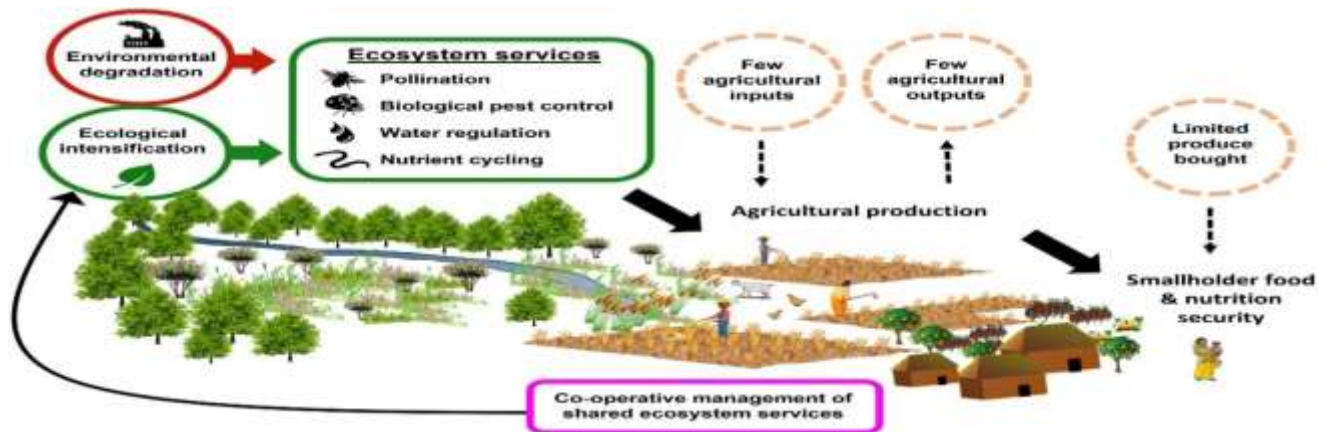 Environmental
degradation
Ecological
intensification
Ecosystem services
Pollination
Biological pest control
Water regulation
Nutrient cycling
Few
agricultural
inputs
Few
agricultural
outputs
Limited
produce
bought
Agricultural production
Smallholder food
& nutrition
security
Co-operative management of
shared ecosystem services